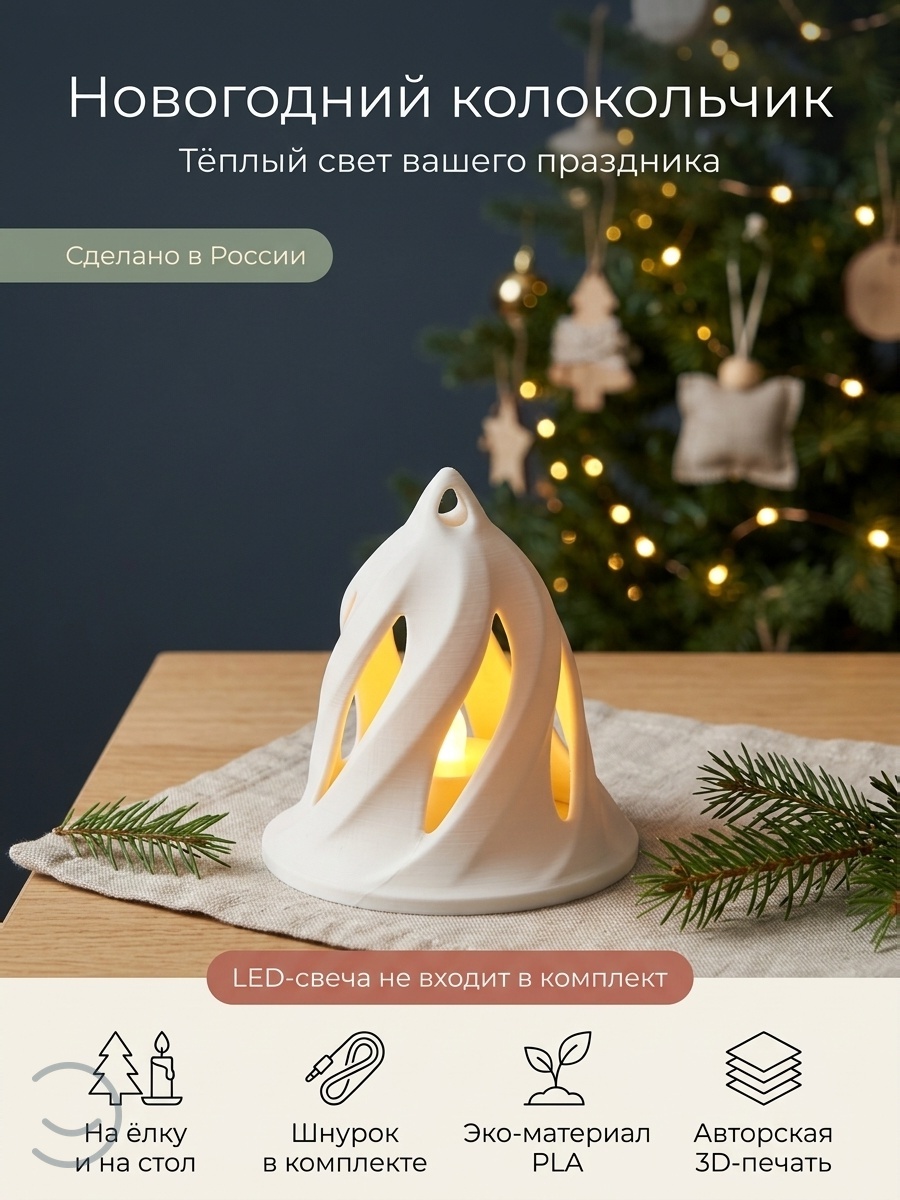 Новогодний колокольчик
Тёплый свет вашего праздника
Сделано в России
LED-свеча не входит в комплект
На ёлку
и на стол
Шнурок
в комплекте
Эко-материал
PLA
Авторская
3D-печать